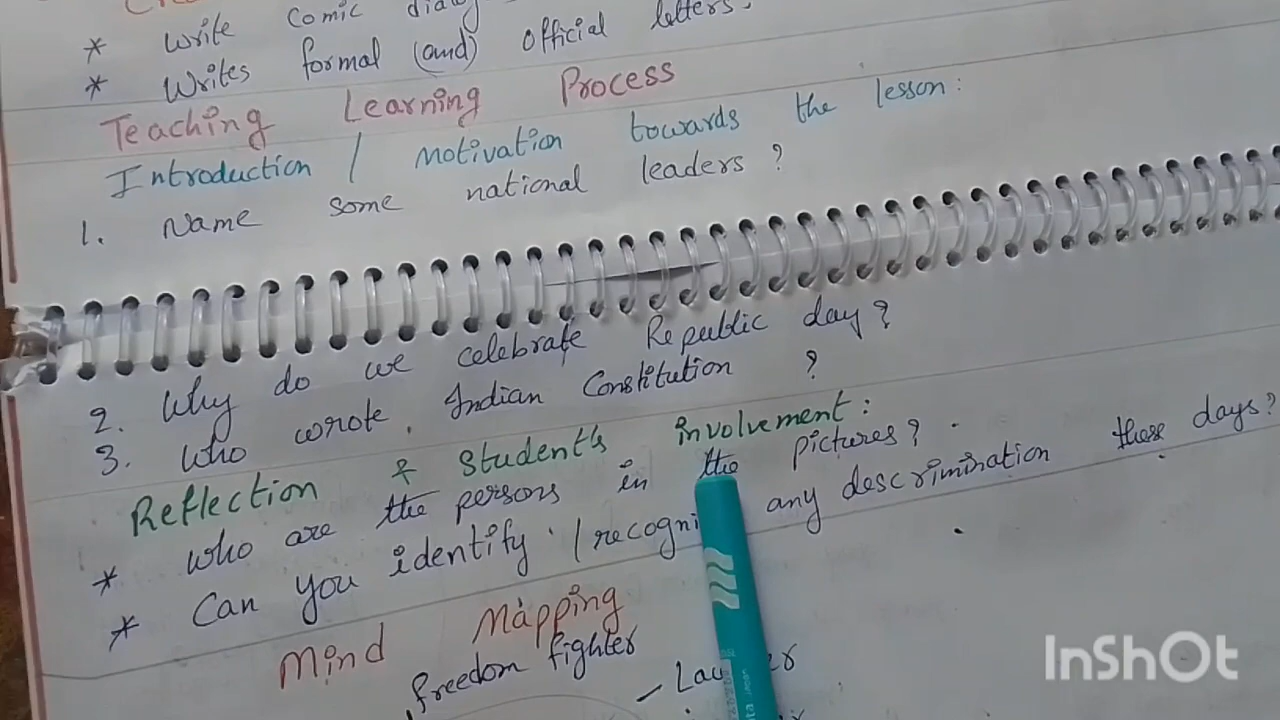 * Write comic
* Writes formal (and) official letters.
Teaching Learning Process
Introduction / Motivation towards the lesson:
1. Name some national leaders?
2. Why do we celebrate Republic day?
3. Who wrote Indian Constitution?
Reflection & Students involvement:
* Who are the persons in the pictures?
* Can you identify / any descrimination these days?
Mind Mapping
freedom fighter
InShOt